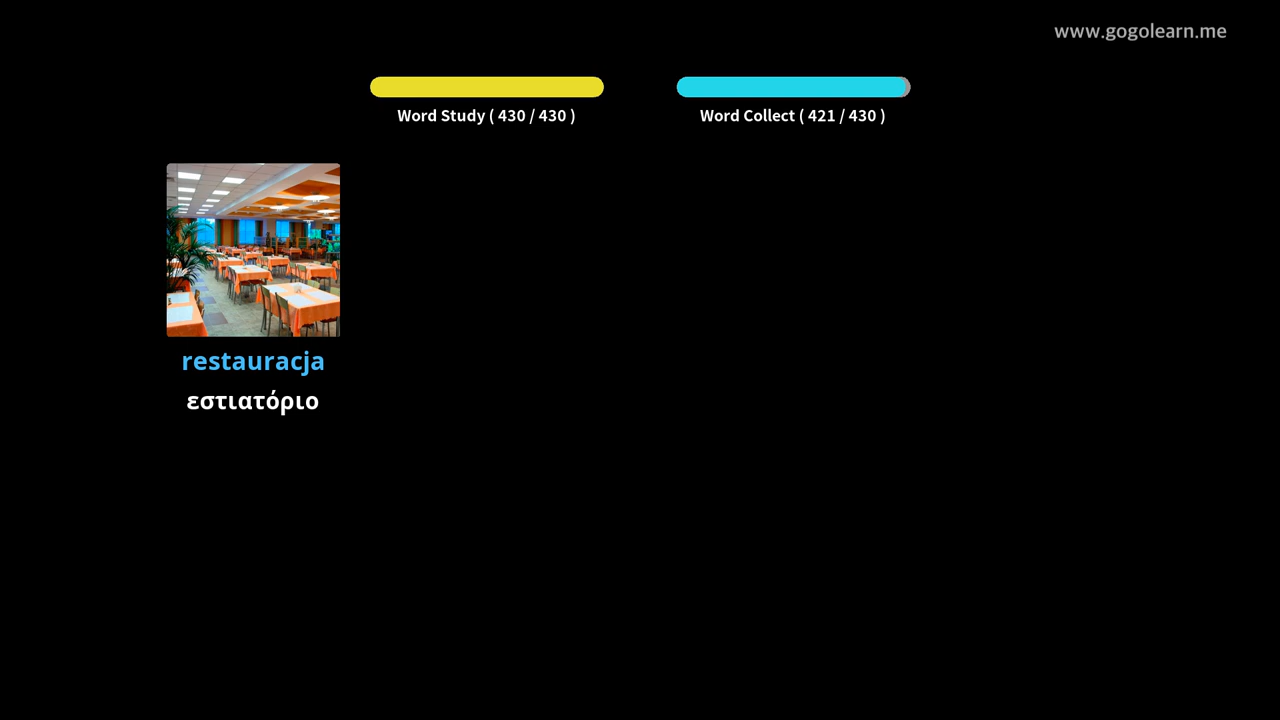 www.gogolearn.me
Word Study ( 430 / 430 )
Word Collect ( 421 / 430 )
restauracja
εστιατόριο